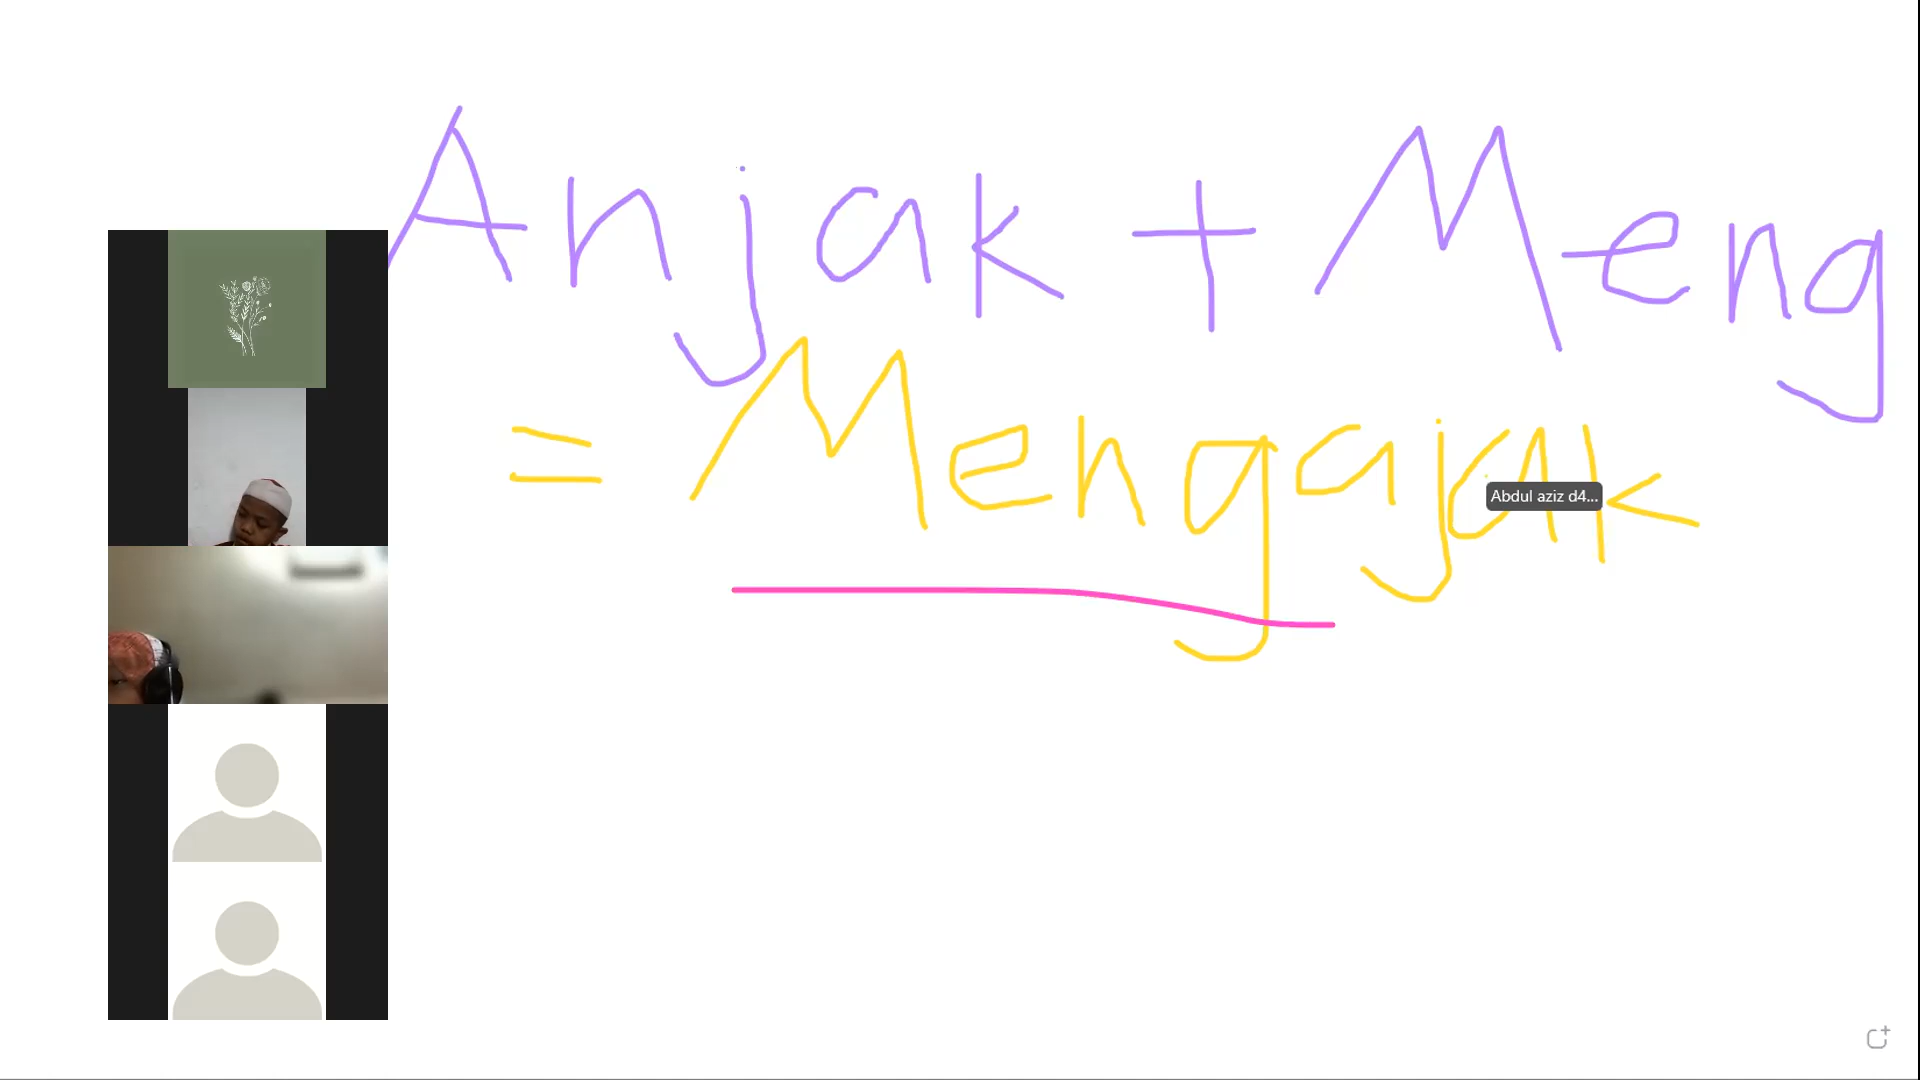 Anjak + Meng
= Mengajak
Abdul aziz d4...